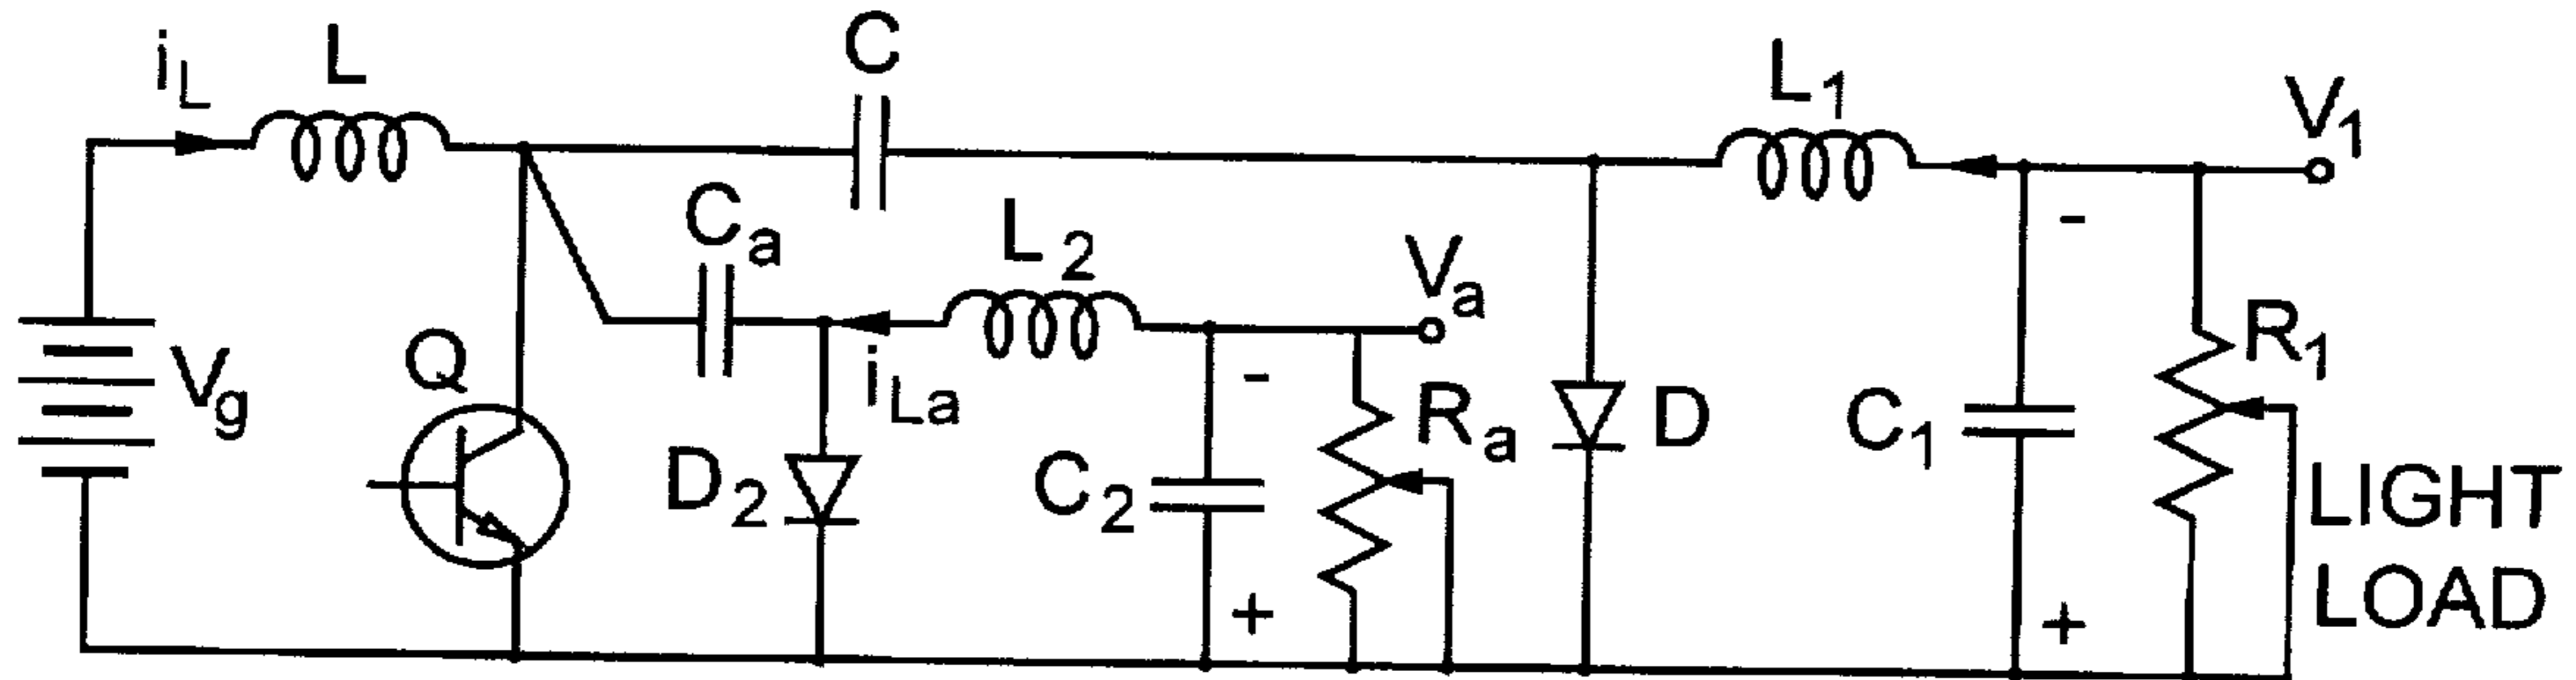 i_L
L
C
L_1
V_1
C_a
L_2
V_a
V_g
Q
i_La
D_2
C_2
-
+
R_a
D
C_1
-
+
R_1
LIGHT
LOAD